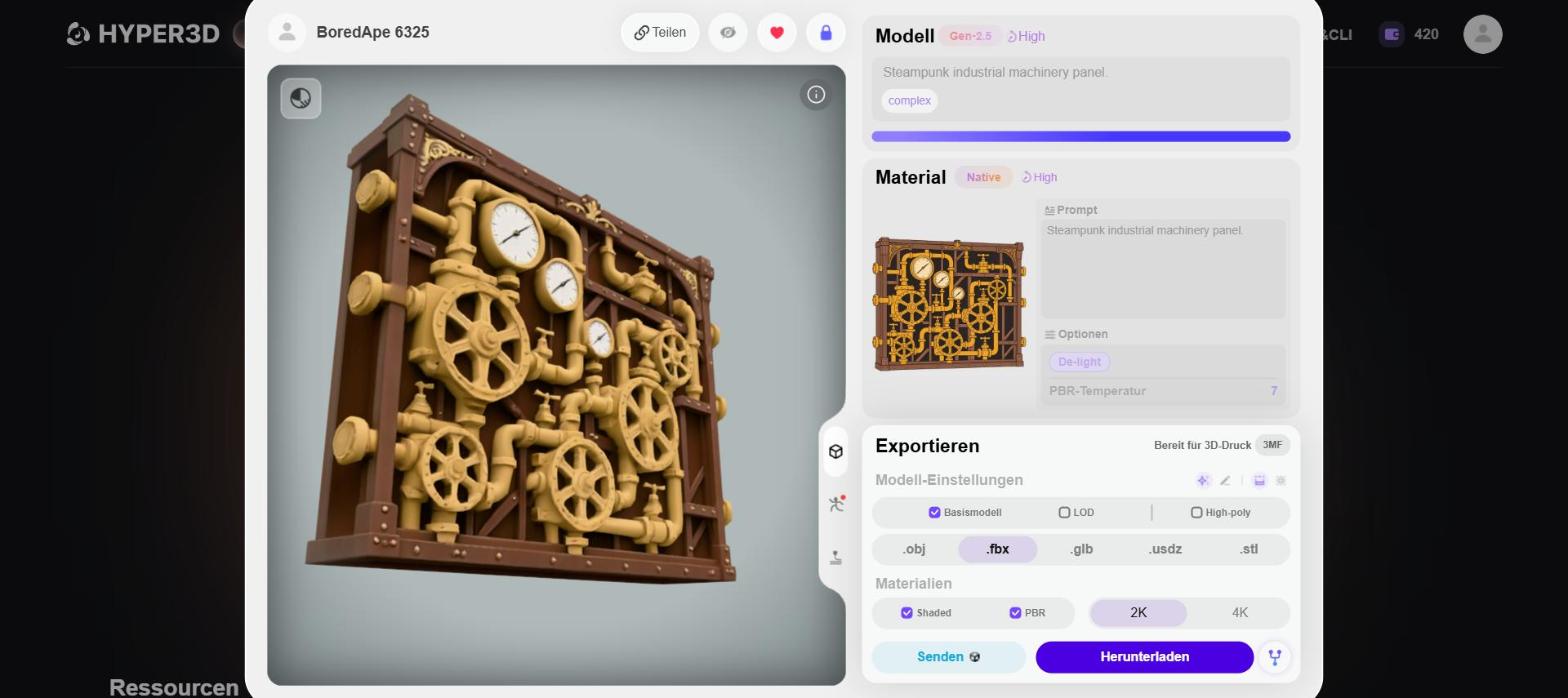 HYPER3D
BoredApe 6325
Teilen
&CLI
420
Modell Gen-2.5 High
Steampunk industrial machinery panel.
complex
Material Native High
Prompt
Steampunk industrial machinery panel.
Optionen
De-light
PBR-Temperatur 7
Exportieren
Bereit für 3D-Druck 3MF
Modell-Einstellungen
Basismodell LOD High-poly
.obj .fbx .glb .usdz .stl
Materialien
Shaded PBR 2K 4K
Senden Herunterladen
Ressourcen